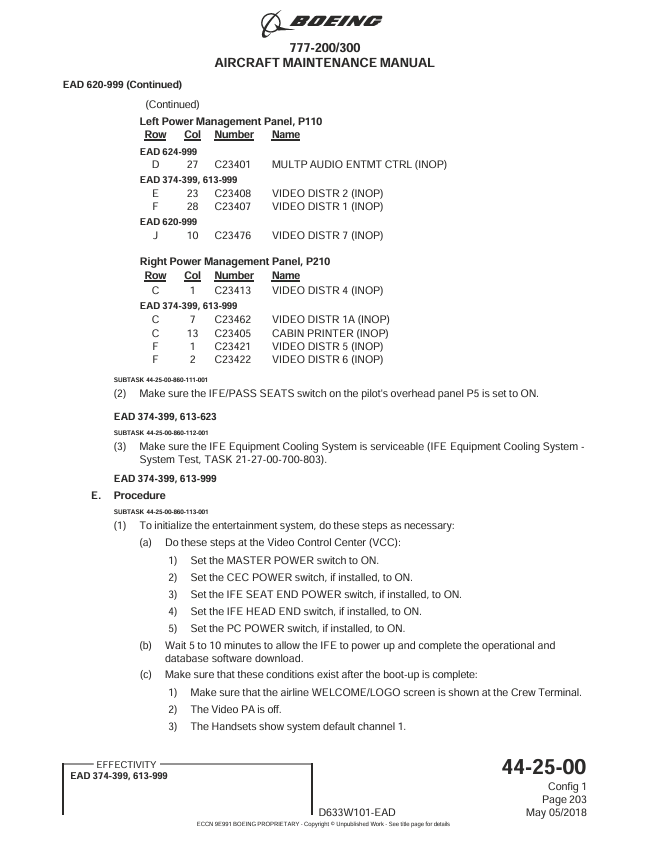 BOEING
777-200/300
AIRCRAFT MAINTENANCE MANUAL
EAD 620-999 (Continued)
(Continued)
Left Power Management Panel, P110
Row Col Number Name
EAD 624-999
D 27 C23401 MULTP AUDIO ENTMT CTRL (INOP)
EAD 374-399, 613-999
E 23 C23408 VIDEO DISTR 2 (INOP)
F 28 C23407 VIDEO DISTR 1 (INOP)
EAD 620-999
J 10 C23476 VIDEO DISTR 7 (INOP)
Right Power Management Panel, P210
Row Col Number Name
C 1 C23413 VIDEO DISTR 4 (INOP)
EAD 374-399, 613-999
C 7 C23462 VIDEO DISTR 1A (INOP)
C 13 C23405 CABIN PRINTER (INOP)
F 1 C23421 VIDEO DISTR 5 (INOP)
F 2 C23422 VIDEO DISTR 6 (INOP)
SUBTASK 44-25-00-860-111-001
(2) Make sure the IFE/PASS SEATS switch on the pilot's overhead panel P5 is set to ON.
EAD 374-399, 613-623
SUBTASK 44-25-00-860-112-001
(3) Make sure the IFE Equipment Cooling System is serviceable (IFE Equipment Cooling System -
System Test, TASK 21-27-00-700-803).
EAD 374-399, 613-999
E. Procedure
SUBTASK 44-25-00-860-113-001
(1) To initialize the entertainment system, do these steps as necessary:
(a) Do these steps at the Video Control Center (VCC):
1) Set the MASTER POWER switch to ON.
2) Set the CEC POWER switch, if installed, to ON.
3) Set the IFE SEAT END POWER switch, if installed, to ON.
4) Set the IFE HEAD END switch, if installed, to ON.
5) Set the PC POWER switch, if installed, to ON.
(b) Wait 5 to 10 minutes to allow the IFE to power up and complete the operational and
database software download.
(c) Make sure that these conditions exist after the boot-up is complete:
1) Make sure that the airline WELCOME/LOGO screen is shown at the Crew Terminal.
2) The Video PA is off.
3) The Handsets show system default channel 1.
EFFECTIVITY
EAD 374-399, 613-999
44-25-00
Config 1
Page 203
D633W101-EAD May 05/2018
ECCN 9E991 BOEING PROPRIETARY - Copyright © Unpublished Work - See title page for details